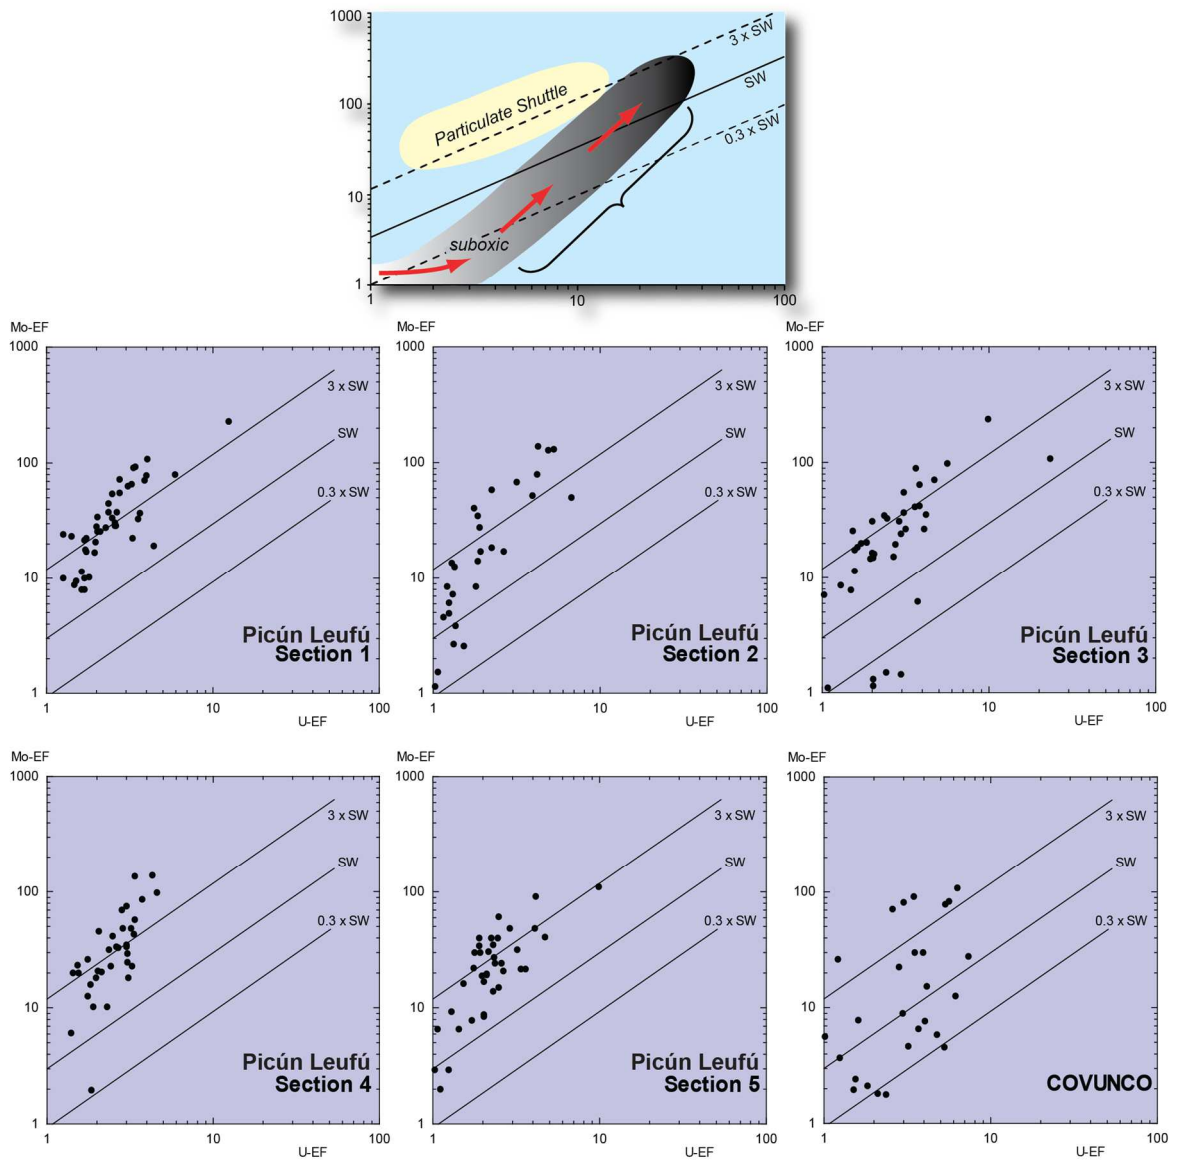 1000
3 x SW
SW
100
Particulate Shuttle
0.3 x SW
10
suboxic
1
1
10
100
Mo-EF
1000
3 x SW
SW
100
0.3 x SW
10
Picún Leufú
Section 1
1
1
10
100
U-EF
Mo-EF
1000
3 x SW
SW
100
0.3 x SW
10
Picún Leufú
Section 2
1
1
10
100
U-EF
Mo-EF
1000
3 x SW
SW
100
0.3 x SW
10
Picún Leufú
Section 3
1
1
10
100
U-EF
Mo-EF
1000
3 x SW
SW
100
0.3 x SW
10
Picún Leufú
Section 4
1
1
10
100
U-EF
Mo-EF
1000
3 x SW
SW
100
0.3 x SW
10
Picún Leufú
Section 5
1
1
10
100
U-EF
Mo-EF
1000
3 x SW
SW
100
0.3 x SW
10
COVUNCO
1
1
10
100
U-EF